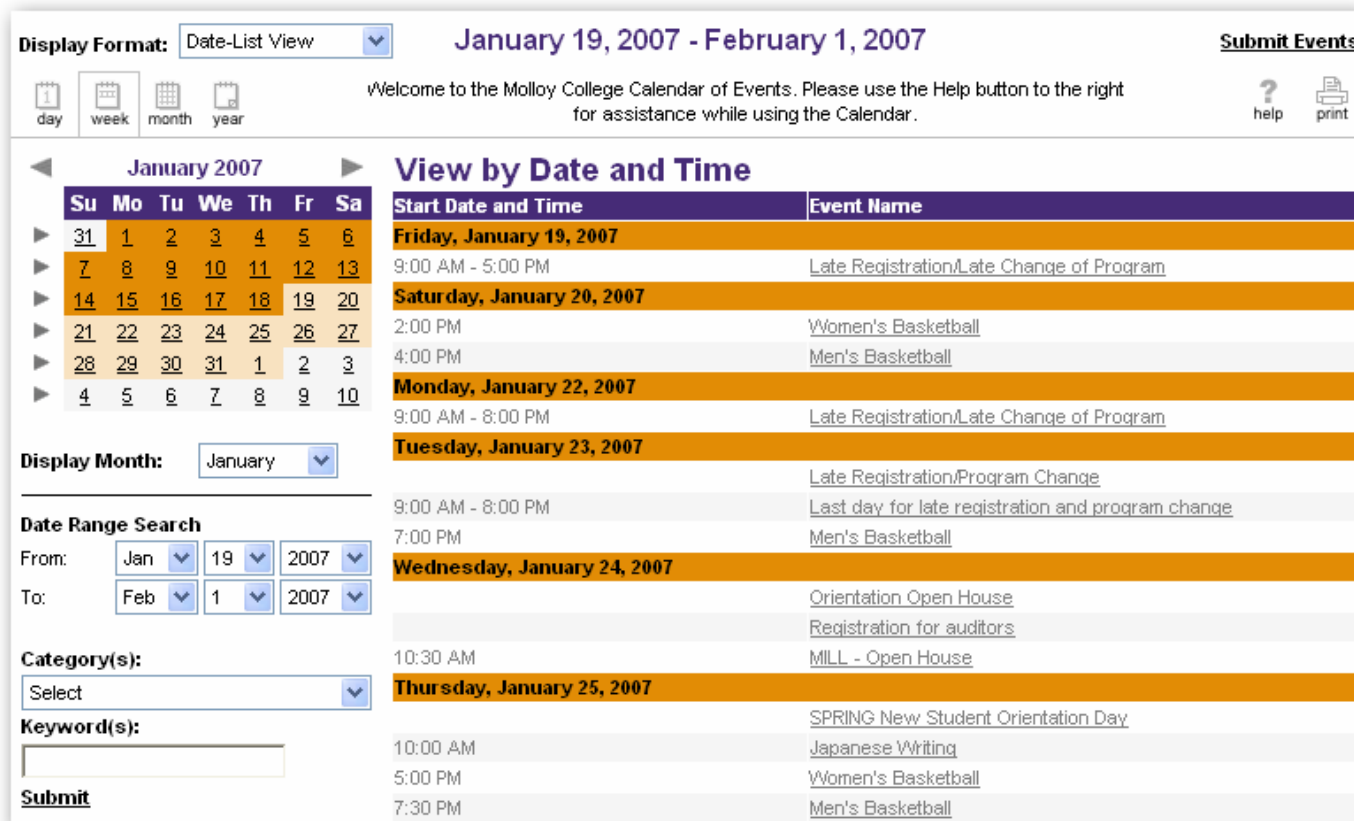 Display Format: Date-List View
January 19, 2007 - February 1, 2007
Submit Events
day week month year
Welcome to the Molloy College Calendar of Events. Please use the Help button to the right
for assistance while using the Calendar.
help print
January 2007
Su Mo Tu We Th Fr Sa
31 1 2 3 4 5 6
7 8 9 10 11 12 13
14 15 16 17 18 19 20
21 22 23 24 25 26 27
28 29 30 31 1 2 3
4 5 6 7 8 9 10
Display Month: January
Date Range Search
From: Jan 19 2007
To: Feb 1 2007
Category(s):
Select
Keyword(s):
Submit
View by Date and Time
Start Date and Time Event Name
Friday, January 19, 2007
9:00 AM - 5:00 PM Late Registration/Late Change of Program
Saturday, January 20, 2007
2:00 PM Women's Basketball
4:00 PM Men's Basketball
Monday, January 22, 2007
9:00 AM - 8:00 PM Late Registration/Late Change of Program
Tuesday, January 23, 2007
Late Registration/Program Change
9:00 AM - 8:00 PM Last day for late registration and program change
7:00 PM Men's Basketball
Wednesday, January 24, 2007
Orientation Open House
Registration for auditors
10:30 AM MILL - Open House
Thursday, January 25, 2007
SPRING New Student Orientation Day
10:00 AM Japanese Writing
5:00 PM Women's Basketball
7:30 PM Men's Basketball